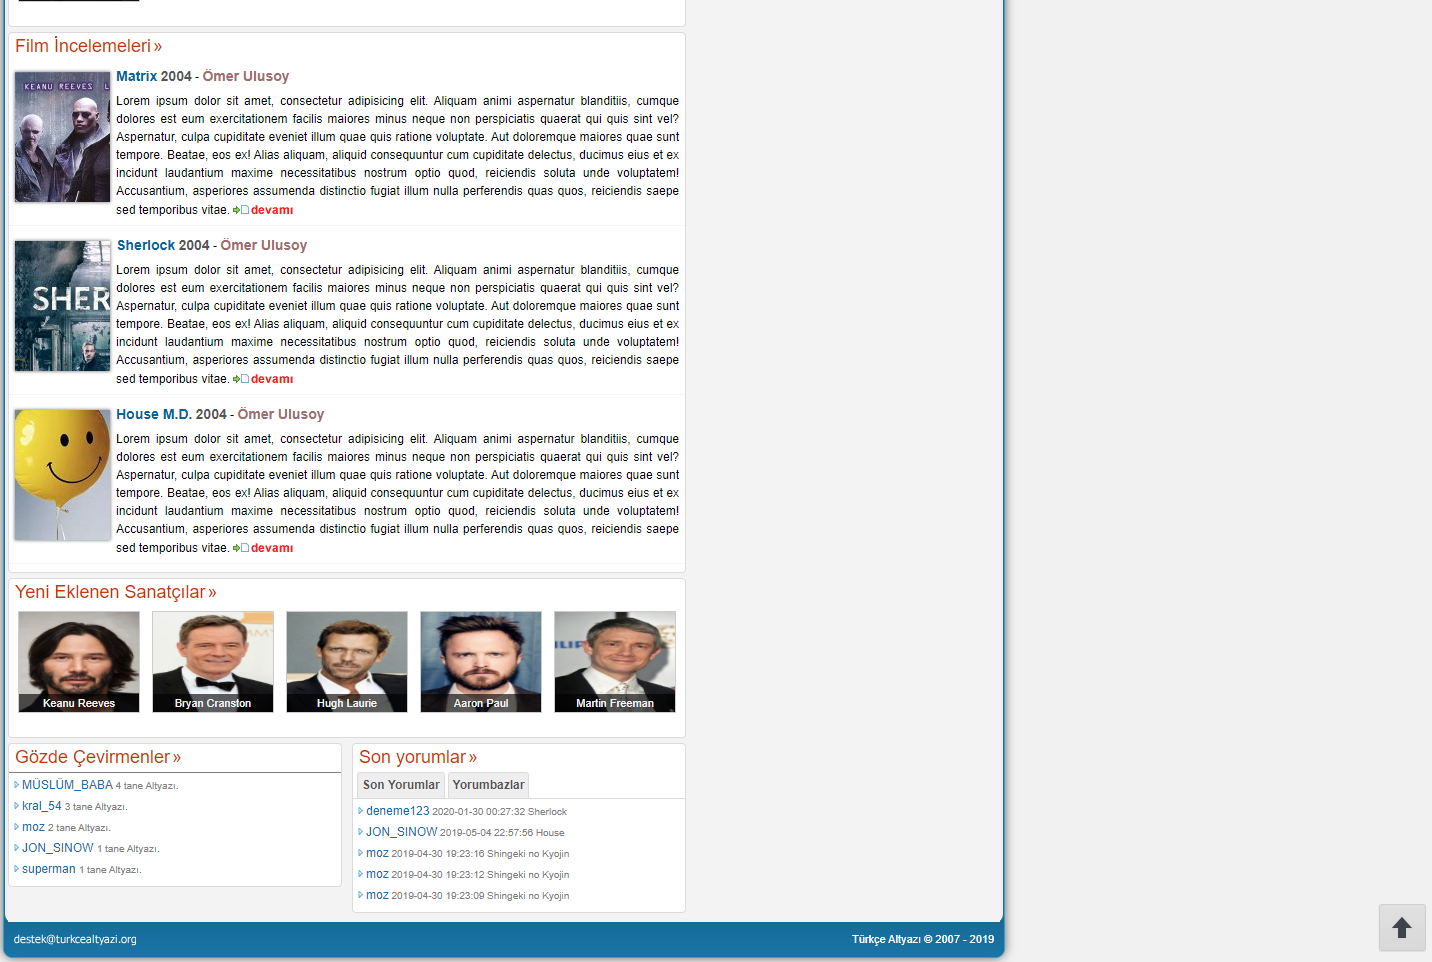 Film İncelemeleri »
KEANU REEVES L
Matrix 2004 - Ömer Ulusoy
Lorem ipsum dolor sit amet, consectetur adipisicing elit. Aliquam animi aspernatur blanditiis, cumque
dolores est eum exercitationem facilis maiores minus neque non perspiciatis quaerat qui quis sint vel?
Aspernatur, culpa cupiditate eveniet illum quae quis ratione voluptate. Aut doloremque maiores quae sunt
tempore. Beatae, eos ex! Alias aliquam, aliquid consequuntur cum cupiditate delectus, ducimus eius et ex
incidunt laudantium maxime necessitatibus nostrum optio quod, reiciendis soluta unde voluptatem!
Accusantium, asperiores assumenda distinctio fugiat illum nulla perferendis quas quos, reiciendis saepe
sed temporibus vitae. devamı
SHER
Sherlock 2004 - Ömer Ulusoy
Lorem ipsum dolor sit amet, consectetur adipisicing elit. Aliquam animi aspernatur blanditiis, cumque
dolores est eum exercitationem facilis maiores minus neque non perspiciatis quaerat qui quis sint vel?
Aspernatur, culpa cupiditate eveniet illum quae quis ratione voluptate. Aut doloremque maiores quae sunt
tempore. Beatae, eos ex! Alias aliquam, aliquid consequuntur cum cupiditate delectus, ducimus eius et ex
incidunt laudantium maxime necessitatibus nostrum optio quod, reiciendis soluta unde voluptatem!
Accusantium, asperiores assumenda distinctio fugiat illum nulla perferendis quas quos, reiciendis saepe
sed temporibus vitae. devamı
House M.D. 2004 - Ömer Ulusoy
Lorem ipsum dolor sit amet, consectetur adipisicing elit. Aliquam animi aspernatur blanditiis, cumque
dolores est eum exercitationem facilis maiores minus neque non perspiciatis quaerat qui quis sint vel?
Aspernatur, culpa cupiditate eveniet illum quae quis ratione voluptate. Aut doloremque maiores quae sunt
tempore. Beatae, eos ex! Alias aliquam, aliquid consequuntur cum cupiditate delectus, ducimus eius et ex
incidunt laudantium maxime necessitatibus nostrum optio quod, reiciendis soluta unde voluptatem!
Accusantium, asperiores assumenda distinctio fugiat illum nulla perferendis quas quos, reiciendis saepe
sed temporibus vitae. devamı
Yeni Eklenen Sanatçılar »
Keanu Reeves
Bryan Cranston
Hugh Laurie
Aaron Paul
Martin Freeman
Gözde Çevirmenler »
MÜSLÜM_BABA 4 tane Altyazı.
kral_54 3 tane Altyazı.
moz 2 tane Altyazı.
JON_SINOW 1 tane Altyazı.
superman 1 tane Altyazı.
Son yorumlar »
Son Yorumlar
Yorumbazlar
deneme123 2020-01-30 00:27:32 Sherlock
JON_SINOW 2019-05-04 22:57:56 House
moz 2019-04-30 19:23:16 Shingeki no Kyojin
moz 2019-04-30 19:23:12 Shingeki no Kyojin
moz 2019-04-30 19:23:09 Shingeki no Kyojin
destek@turkcealtyazi.org
Türkçe Altyazı © 2007 - 2019